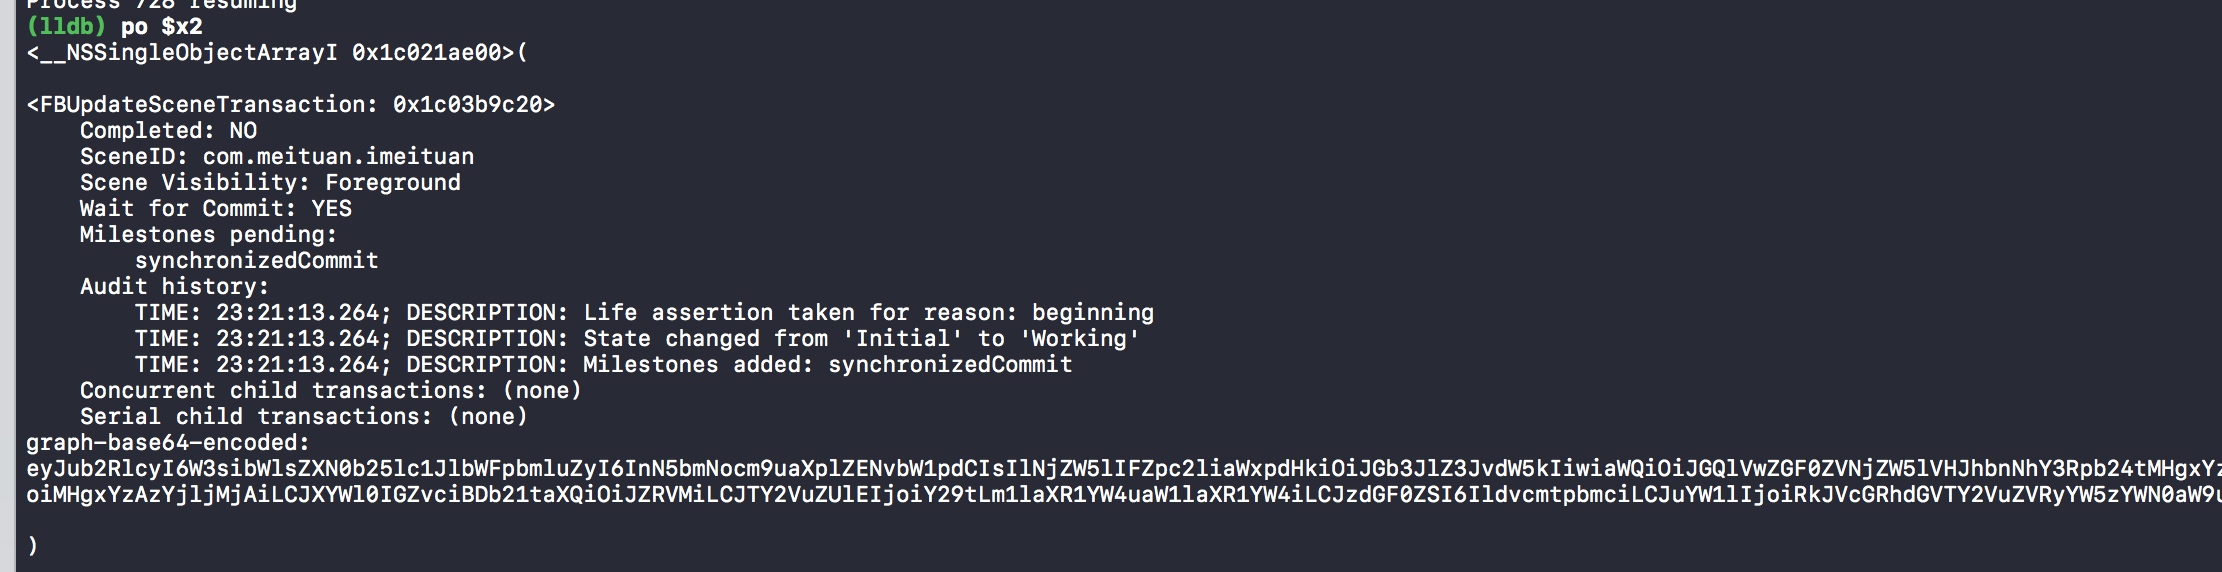 Process 728 resuming
(lldb) po $x2
<__NSSingleObjectArrayI 0x1c021ae00>(
<FBUpdateSceneTransaction: 0x1c03b9c20>
Completed: NO
SceneID: com.meituan.imeituan
Scene Visibility: Foreground
Wait for Commit: YES
Milestones pending:
synchronizedCommit
Audit history:
TIME: 23:21:13.264; DESCRIPTION: Life assertion taken for reason: beginning
TIME: 23:21:13.264; DESCRIPTION: State changed from 'Initial' to 'Working'
TIME: 23:21:13.264; DESCRIPTION: Milestones added: synchronizedCommit
Concurrent child transactions: (none)
Serial child transactions: (none)
graph-base64-encoded:
eyJub2RlcyI6W3sibWlsZXN0b25lc1JlbWFpbmluZyI6InN5bmNocm9uaXplZENvbW1pdCIsIlNjZW5lIFZpc2liaWxpdHkiOiJGb3JlZ3JvdW5kIiwiaWQiOiJGQlVwZGF0ZVNjZW5lVHJhbnNhY3Rpb24tMHgxYz
oiMHgxYzAzYjljMjAiLCJXYWl0IGZvciBDb21taXQiOiJZRVMiLCJTY2VuZUlEIjoiY29tLm1laXR1YW4uaW1laXR1YW4iLCJzdGF0ZSI6IldvcmtpbmciLCJuYW1lIjoiRkJVcGRhdGVTY2VuZVRyYW5zYWN0aW9u
)